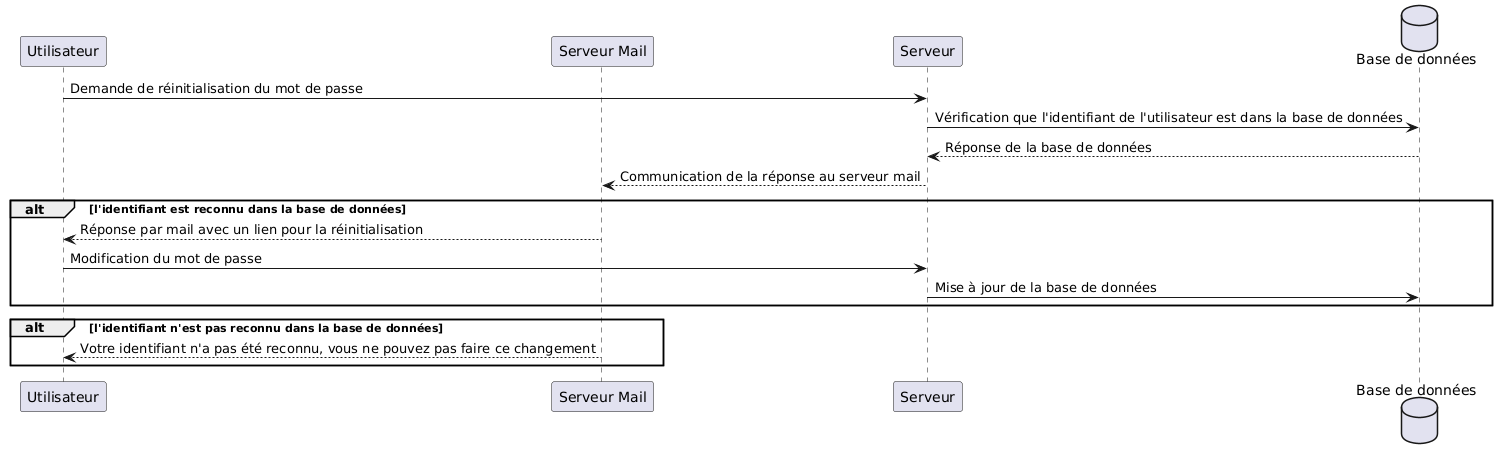 Base de données
Utilisateur
Serveur Mail
Serveur
Demande de réinitialisation du mot de passe
Vérification que l'identifiant de l'utilisateur est dans la base de données
Réponse de la base de données
Communication de la réponse au serveur mail
alt [l'identifiant est reconnu dans la base de données]
Réponse par mail avec un lien pour la réinitialisation
Modification du mot de passe
Mise à jour de la base de données
alt [l'identifiant n'est pas reconnu dans la base de données]
Votre identifiant n'a pas été reconnu, vous ne pouvez pas faire ce changement
Utilisateur
Serveur Mail
Serveur
Base de données